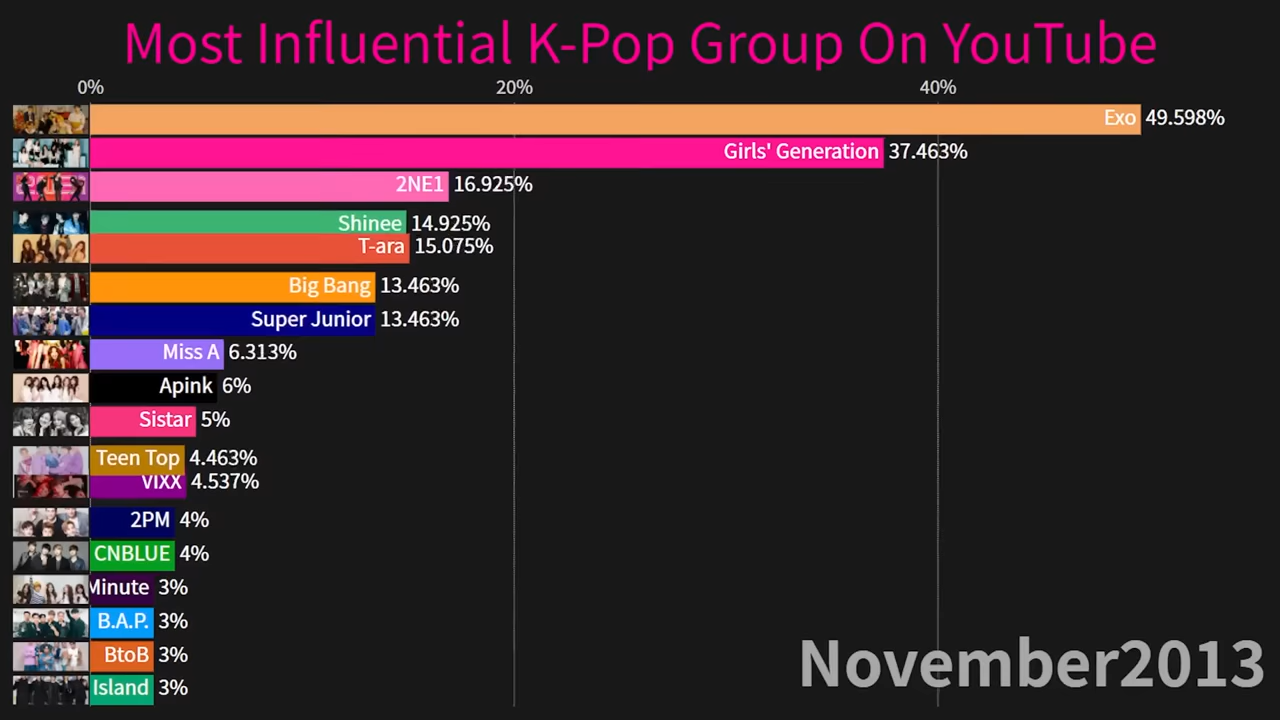 Most Influential K-Pop Group On YouTube
0% 20% 40%
Exo 49.598%
Girls' Generation 37.463%
2NE1 16.925%
Shinee 14.925%
T-ara 15.075%
Big Bang 13.463%
Super Junior 13.463%
Miss A 6.313%
Apink 6%
Sistar 5%
Teen Top 4.463%
VIXX 4.537%
2PM 4%
CNBLUE 4%
Minute 3%
B.A.P. 3%
BtoB 3%
Island 3%
November2013